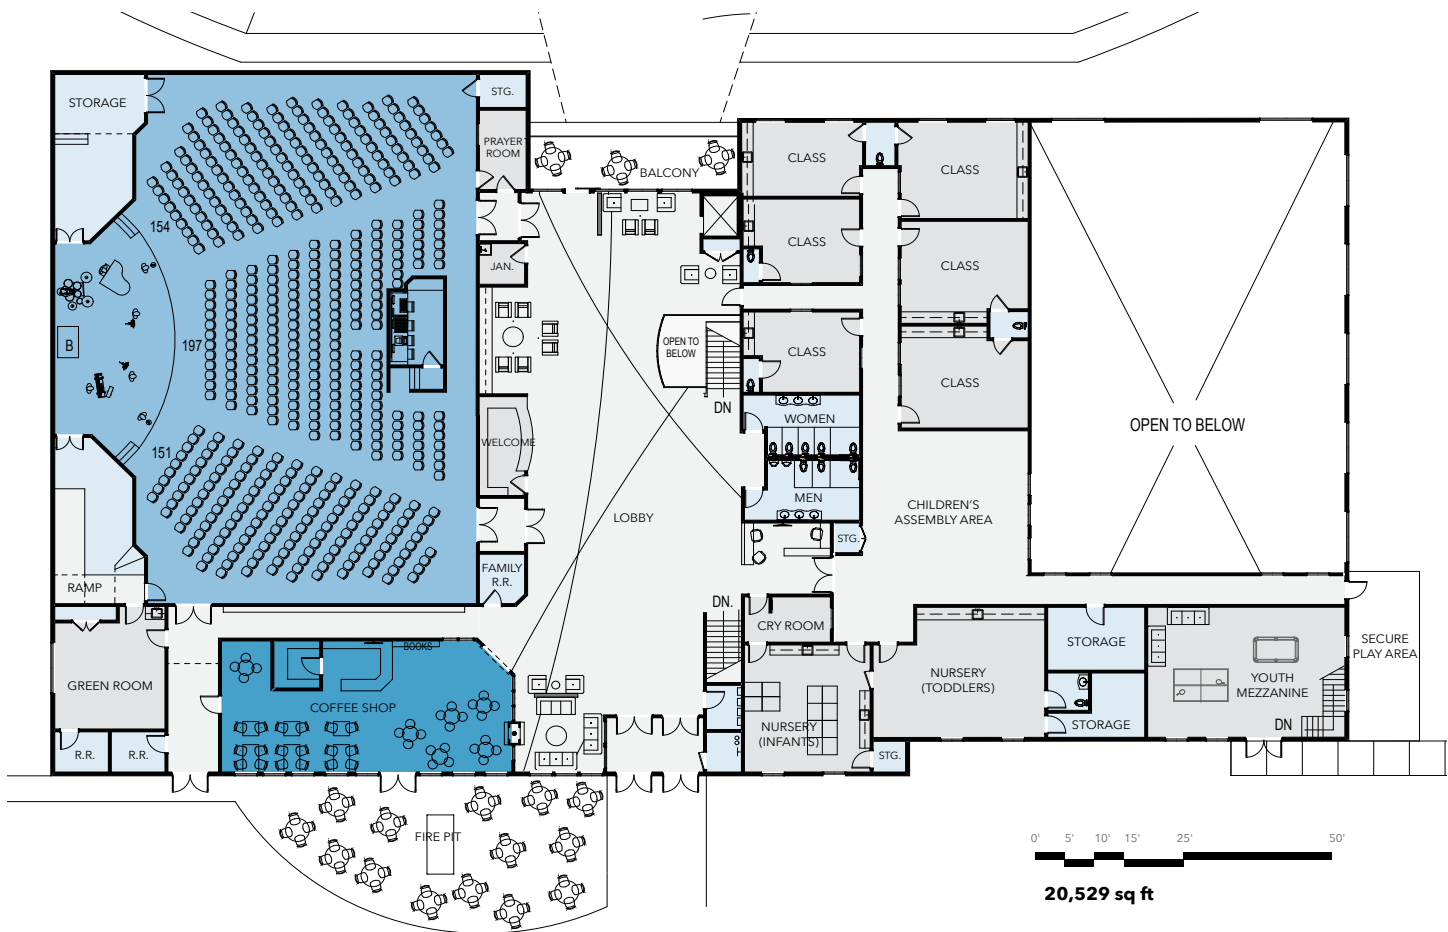 STORAGE
STG.
PRAYER
ROOM
BALCONY
CLASS
CLASS
154
CLASS
JAN.
CLASS
B
197
OPEN TO
BELOW
CLASS
CLASS
DN
WOMEN
OPEN TO BELOW
151
WELCOME
MEN
LOBBY
CHILDREN'S
ASSEMBLY AREA
STG.
RAMP
FAMILY
R.R.
DN.
CRY ROOM
BOOKS
STORAGE
SECURE
PLAY AREA
GREEN ROOM
NURSERY
(TODDLERS)
YOUTH
MEZZANINE
COFFEE SHOP
NURSERY
(INFANTS)
STORAGE
DN
R.R.
R.R.
STG.
FIRE PIT
0' 5' 10' 15' 25' 50'
20,529 sq ft